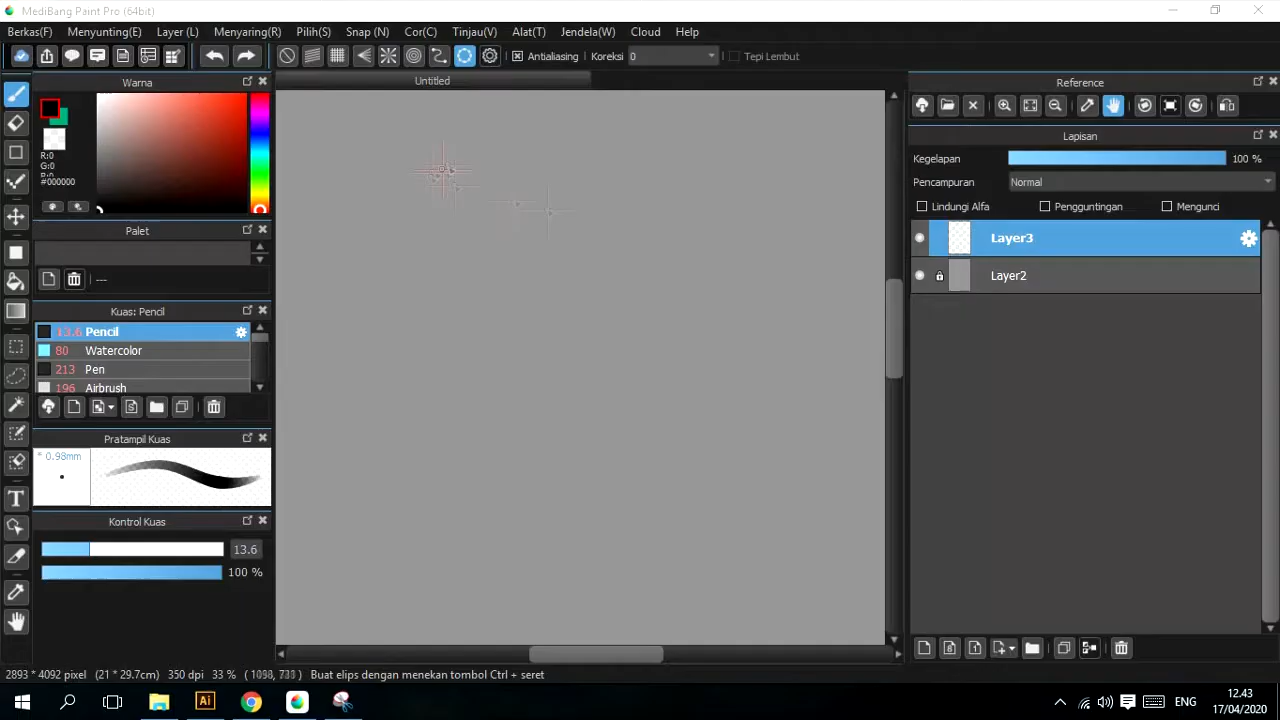 MediBang Paint Pro (64bit)
Berkas(F) Menyunting(E) Layer (L) Menyaring(R) Pilih(S) Snap (N) Cor(C) Tinjau(V) Alat(T) Jendela(W) Cloud Help
Antialiasing Koreksi 0 Tepi Lembut
Warna
Untitled
Reference
R:0
G:0
#000000
Lapisan
Kegelapan 100 %
Pencampuran Normal
Lindungi Alfa Pengguntingan Mengunci
Palet
---
Layer3
Layer2
Kuas: Pencil
13.6 Pencil
80 Watercolor
213 Pen
196 Airbrush
Pratampil Kuas
* 0.98mm
Kontrol Kuas
13.6
100 %
2893 * 4092 pixel (21 * 29.7cm) 350 dpi 33 % Buat elips dengan menekan tombol Ctrl + seret
Ai
ENG
12.43
17/04/2020